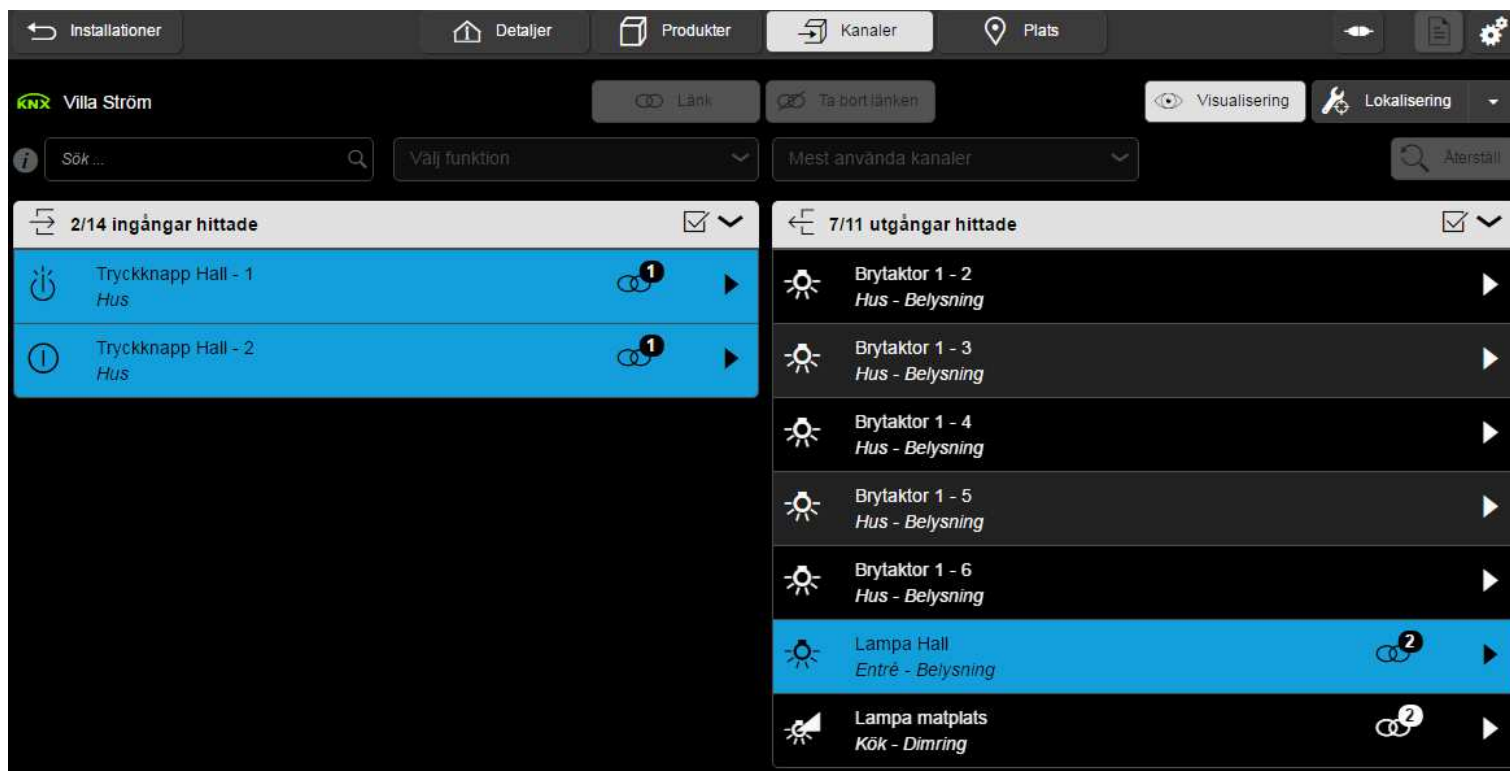 Installationer
Detaljer
Produkter
Kanaler
Plats
KNX Villa Ström
Länk
Ta bort länken
Visualisering
Lokalisering
i
Sök ...
Välj funktion
Mest använda kanaler
Återställ
2/14 ingångar hittade
Tryckknapp Hall - 1
Hus
1
Tryckknapp Hall - 2
Hus
1
7/11 utgångar hittade
Brytaktor 1 - 2
Hus - Belysning
Brytaktor 1 - 3
Hus - Belysning
Brytaktor 1 - 4
Hus - Belysning
Brytaktor 1 - 5
Hus - Belysning
Brytaktor 1 - 6
Hus - Belysning
Lampa Hall
Entré - Belysning
2
Lampa matplats
Kök - Dimring
2